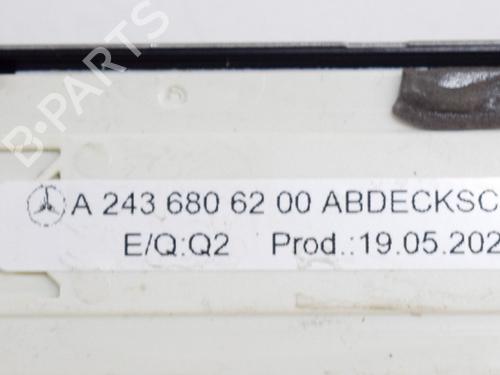 B-PARTS
A 243 680 62 00 ABDECKSC
E/Q:Q2 Prod.:19.05.202